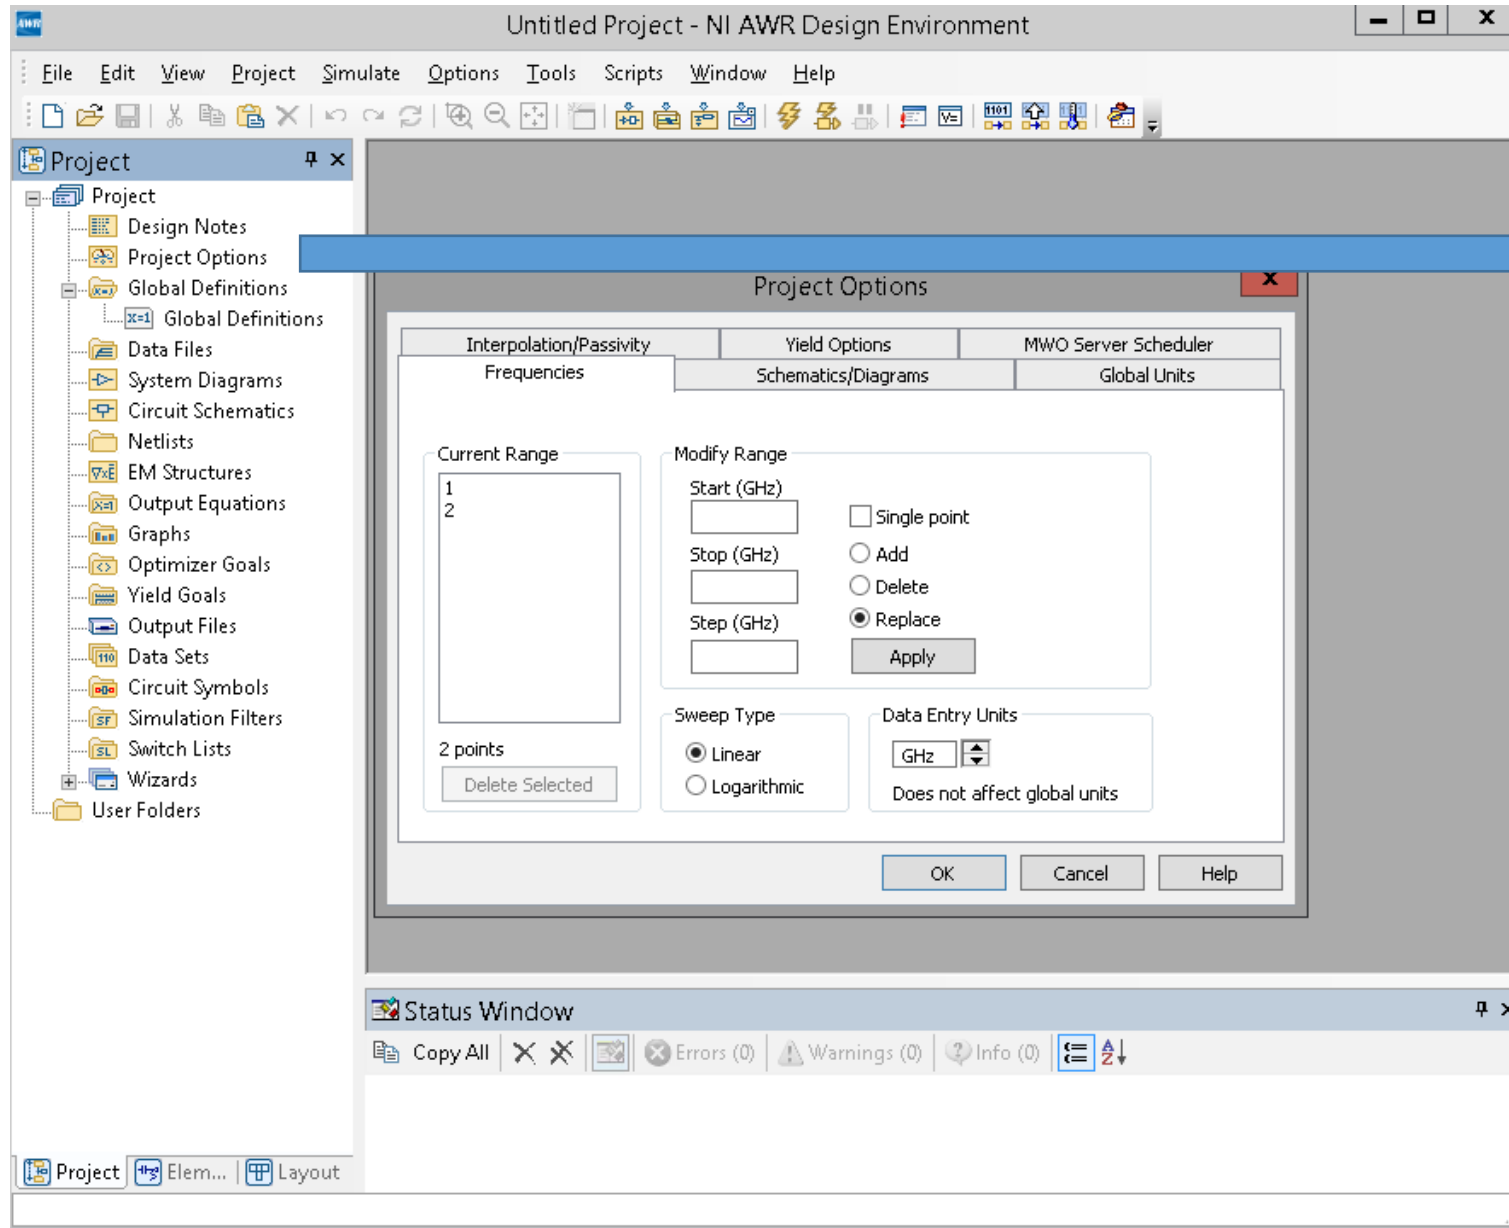 AWR
Untitled Project - NI AWR Design Environment
File Edit View Project Simulate Options Tools Scripts Window Help
Project
Project
Design Notes
Project Options
Global Definitions
X=1 Global Definitions
Data Files
System Diagrams
Circuit Schematics
Netlists
EM Structures
Output Equations
Graphs
Optimizer Goals
Yield Goals
Output Files
Data Sets
Circuit Symbols
Simulation Filters
Switch Lists
Wizards
User Folders
Project Options
Interpolation/Passivity Yield Options MWO Server Scheduler
Frequencies Schematics/Diagrams Global Units
Current Range
1
2
2 points
Delete Selected
Modify Range
Start (GHz)
Single point
Stop (GHz)
Add
Delete
Step (GHz)
Replace
Apply
Sweep Type
Linear
Logarithmic
Data Entry Units
GHz
Does not affect global units
OK Cancel Help
Status Window
Copy All Errors (0) Warnings (0) Info (0)
Project Elem... Layout